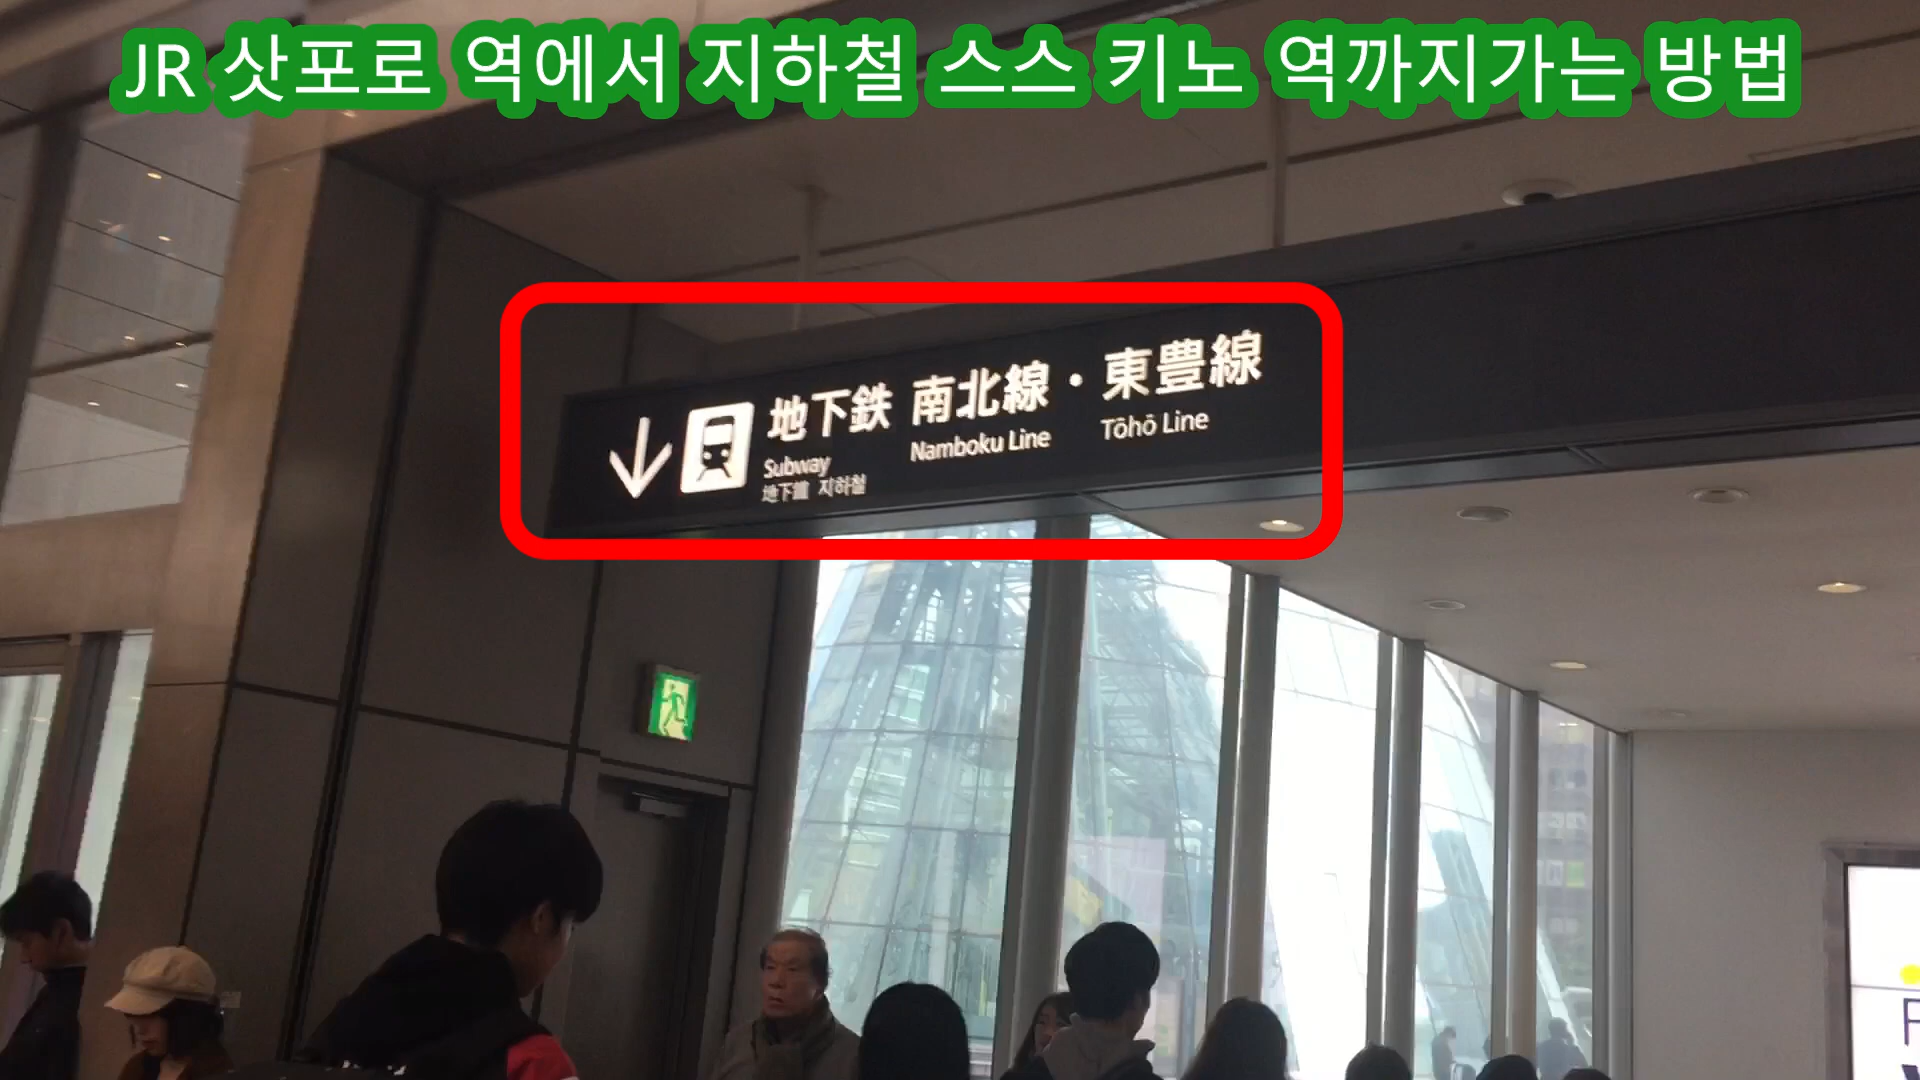 JR 삿포로 역에서 지하철 스스 키노 역까지가는 방법
地下鉄 南北線・東豊線
Subway Namboku Line Tōhō Line
地下鐵 지하철